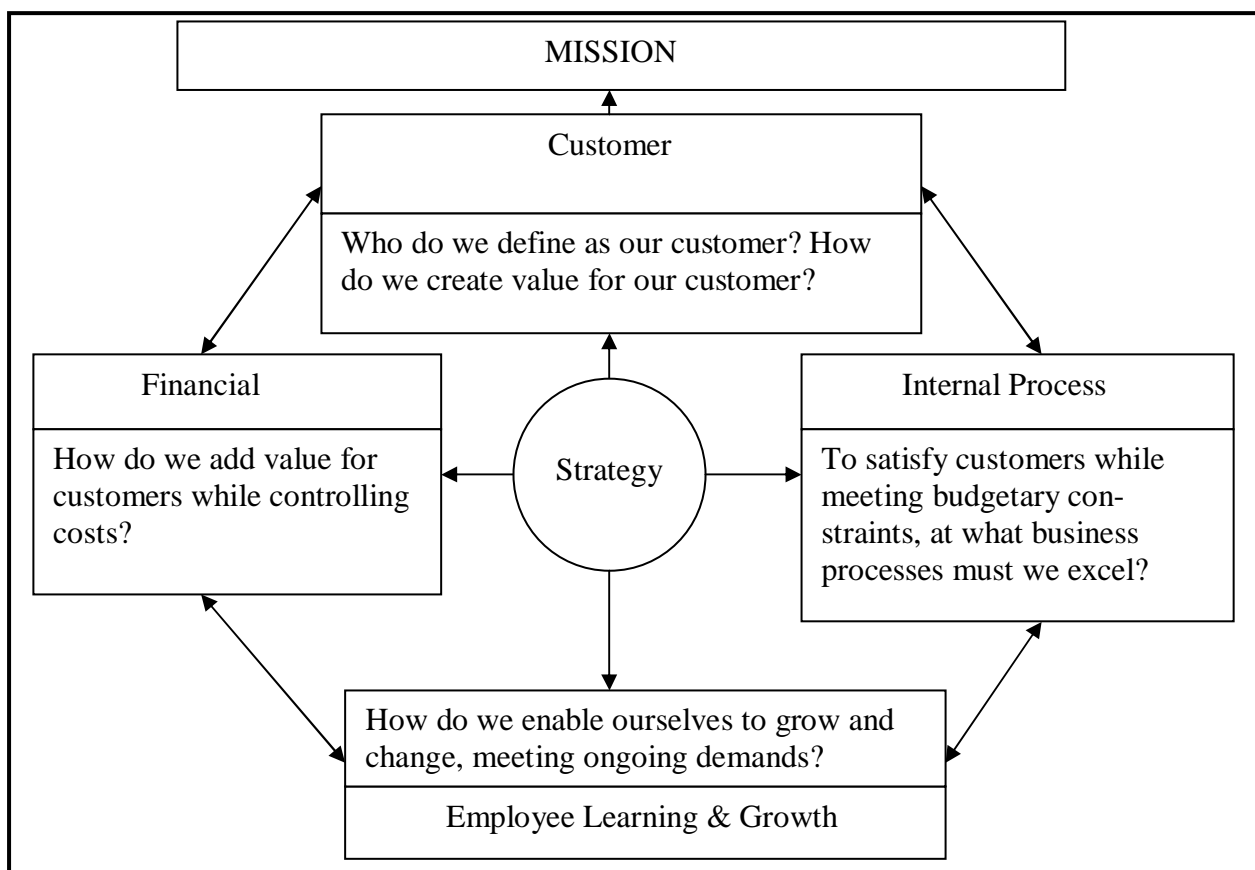 MISSION
Customer
Who do we define as our customer? How
do we create value for our customer?
Financial
How do we add value for
customers while controlling
costs?
Strategy
Internal Process
To satisfy customers while
meeting budgetary con-
straints, at what business
processes must we excel?
How do we enable ourselves to grow and
change, meeting ongoing demands?
Employee Learning & Growth